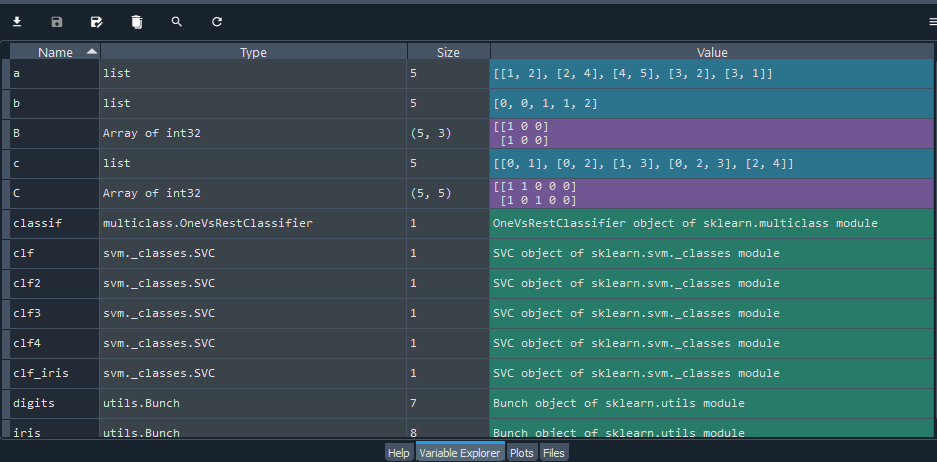 Name Type Size Value
a list 5 [[1, 2], [2, 4], [4, 5], [3, 2], [3, 1]]
b list 5 [0, 0, 1, 1, 2]
B Array of int32 (5, 3) [[1 0 0]
[1 0 0]
c list 5 [[0, 1], [0, 2], [1, 3], [0, 2, 3], [2, 4]]
C Array of int32 (5, 5) [[1 1 0 0 0]
[1 0 1 0 0]
classif multiclass.OneVsRestClassifier 1 OneVsRestClassifier object of sklearn.multiclass module
clf svm._classes.SVC 1 SVC object of sklearn.svm._classes module
clf2 svm._classes.SVC 1 SVC object of sklearn.svm._classes module
clf3 svm._classes.SVC 1 SVC object of sklearn.svm._classes module
clf4 svm._classes.SVC 1 SVC object of sklearn.svm._classes module
clf_iris svm._classes.SVC 1 SVC object of sklearn.svm._classes module
digits utils.Bunch 7 Bunch object of sklearn.utils module
iris utils.Bunch 8 Bunch object of sklearn.utils module
Help Variable Explorer Plots Files